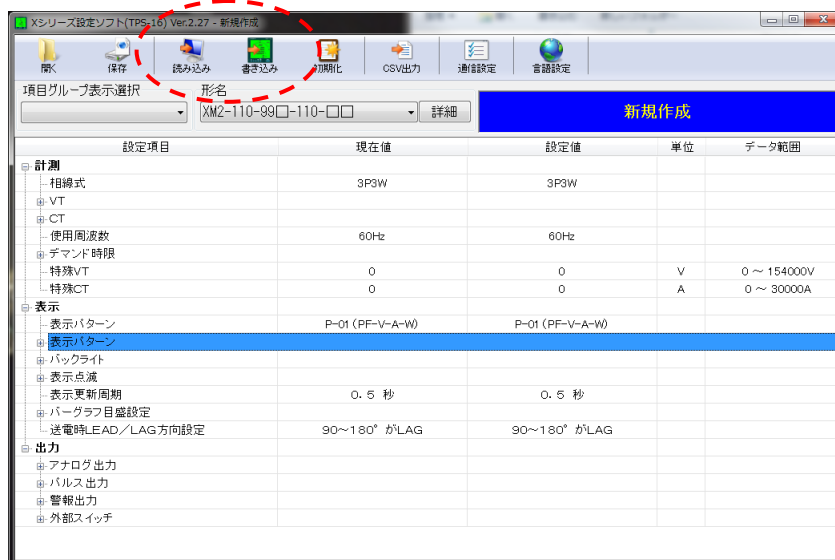 Xシリーズ設定ソフト(TPS-16) Ver.2.27 - 新規作成
開く 保存 読み込み 書き込み 初期化 CSV出力 通信設定 言語設定
項目グループ表示選択 形名
XM2-110-99□-110-□□ 詳細 新規作成
設定項目 現在値 設定値 単位 データ範囲
計測
相線式 3P3W 3P3W
VT
CT
使用周波数 60Hz 60Hz
デマンド時限
特殊VT 0 0 V 0 ～ 154000V
特殊CT 0 0 A 0 ～ 30000A
表示
表示パターン P-01 (PF-V-A-W) P-01 (PF-V-A-W)
表示パターン
バックライト
表示点滅
表示更新周期 0.5 秒 0.5 秒
バーグラフ目盛設定
送電時LEAD／LAG方向設定 90～180°がLAG 90～180°がLAG
出力
アナログ出力
パルス出力
警報出力
外部スイッチ